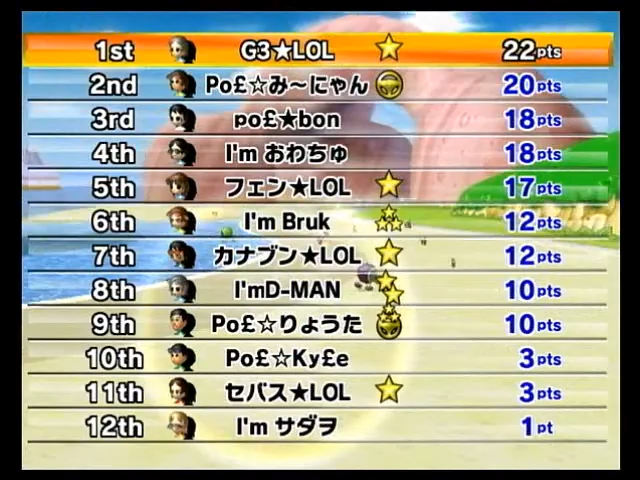 1st G3★LOL 22pts
2nd Po£☆み～にゃん 20pts
3rd po£★bon 18pts
4th I'm おわちゅ 18pts
5th フェン★LOL 17pts
6th I'm Bruk 12pts
7th カナブン★LOL 12pts
8th I'mD-MAN 10pts
9th Po£☆りょうた 10pts
10th Po£☆Ky£e 3pts
11th セバス★LOL 3pts
12th I'm サダヲ 1pt